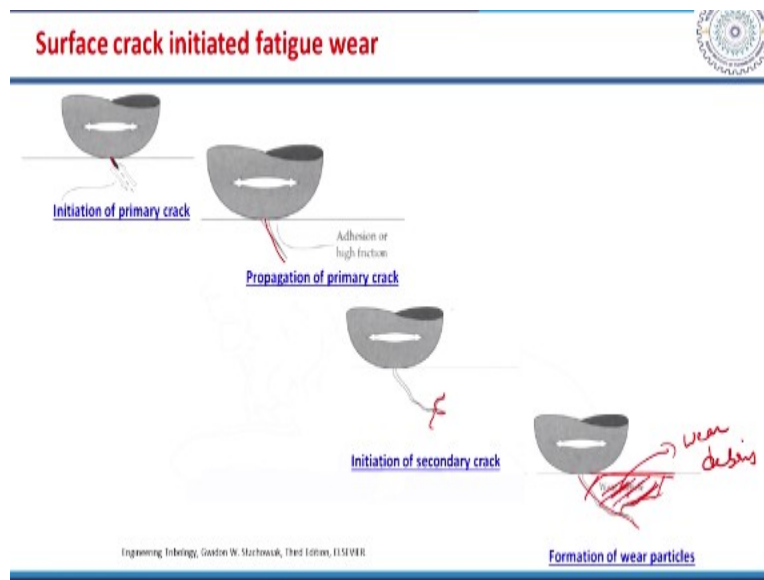 Surface crack initiated fatigue wear
Initiation of primary crack
Adhesion or
high friction
Propagation of primary crack
Initiation of secondary crack
wear
debris
Formation of wear particles
Engineering Tribology, Gwidon W. Stachowiak, Third Edition, ELSEVIER